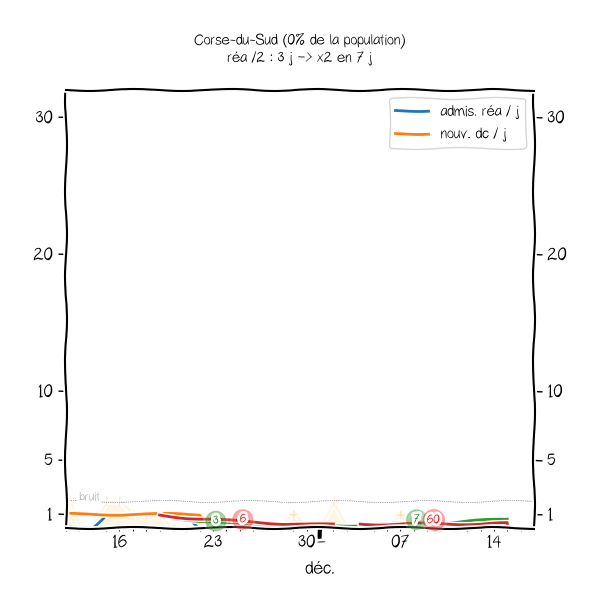 Corse-du-Sud (0% de la population)
réa /2 : 3 j -> x2 en 7 j
admis. réa / j
nouv. dc / j
30 30
20 20
10 10
5 5
bruit
1 1
3 6 7 60
16 23 30 07 14
déc.